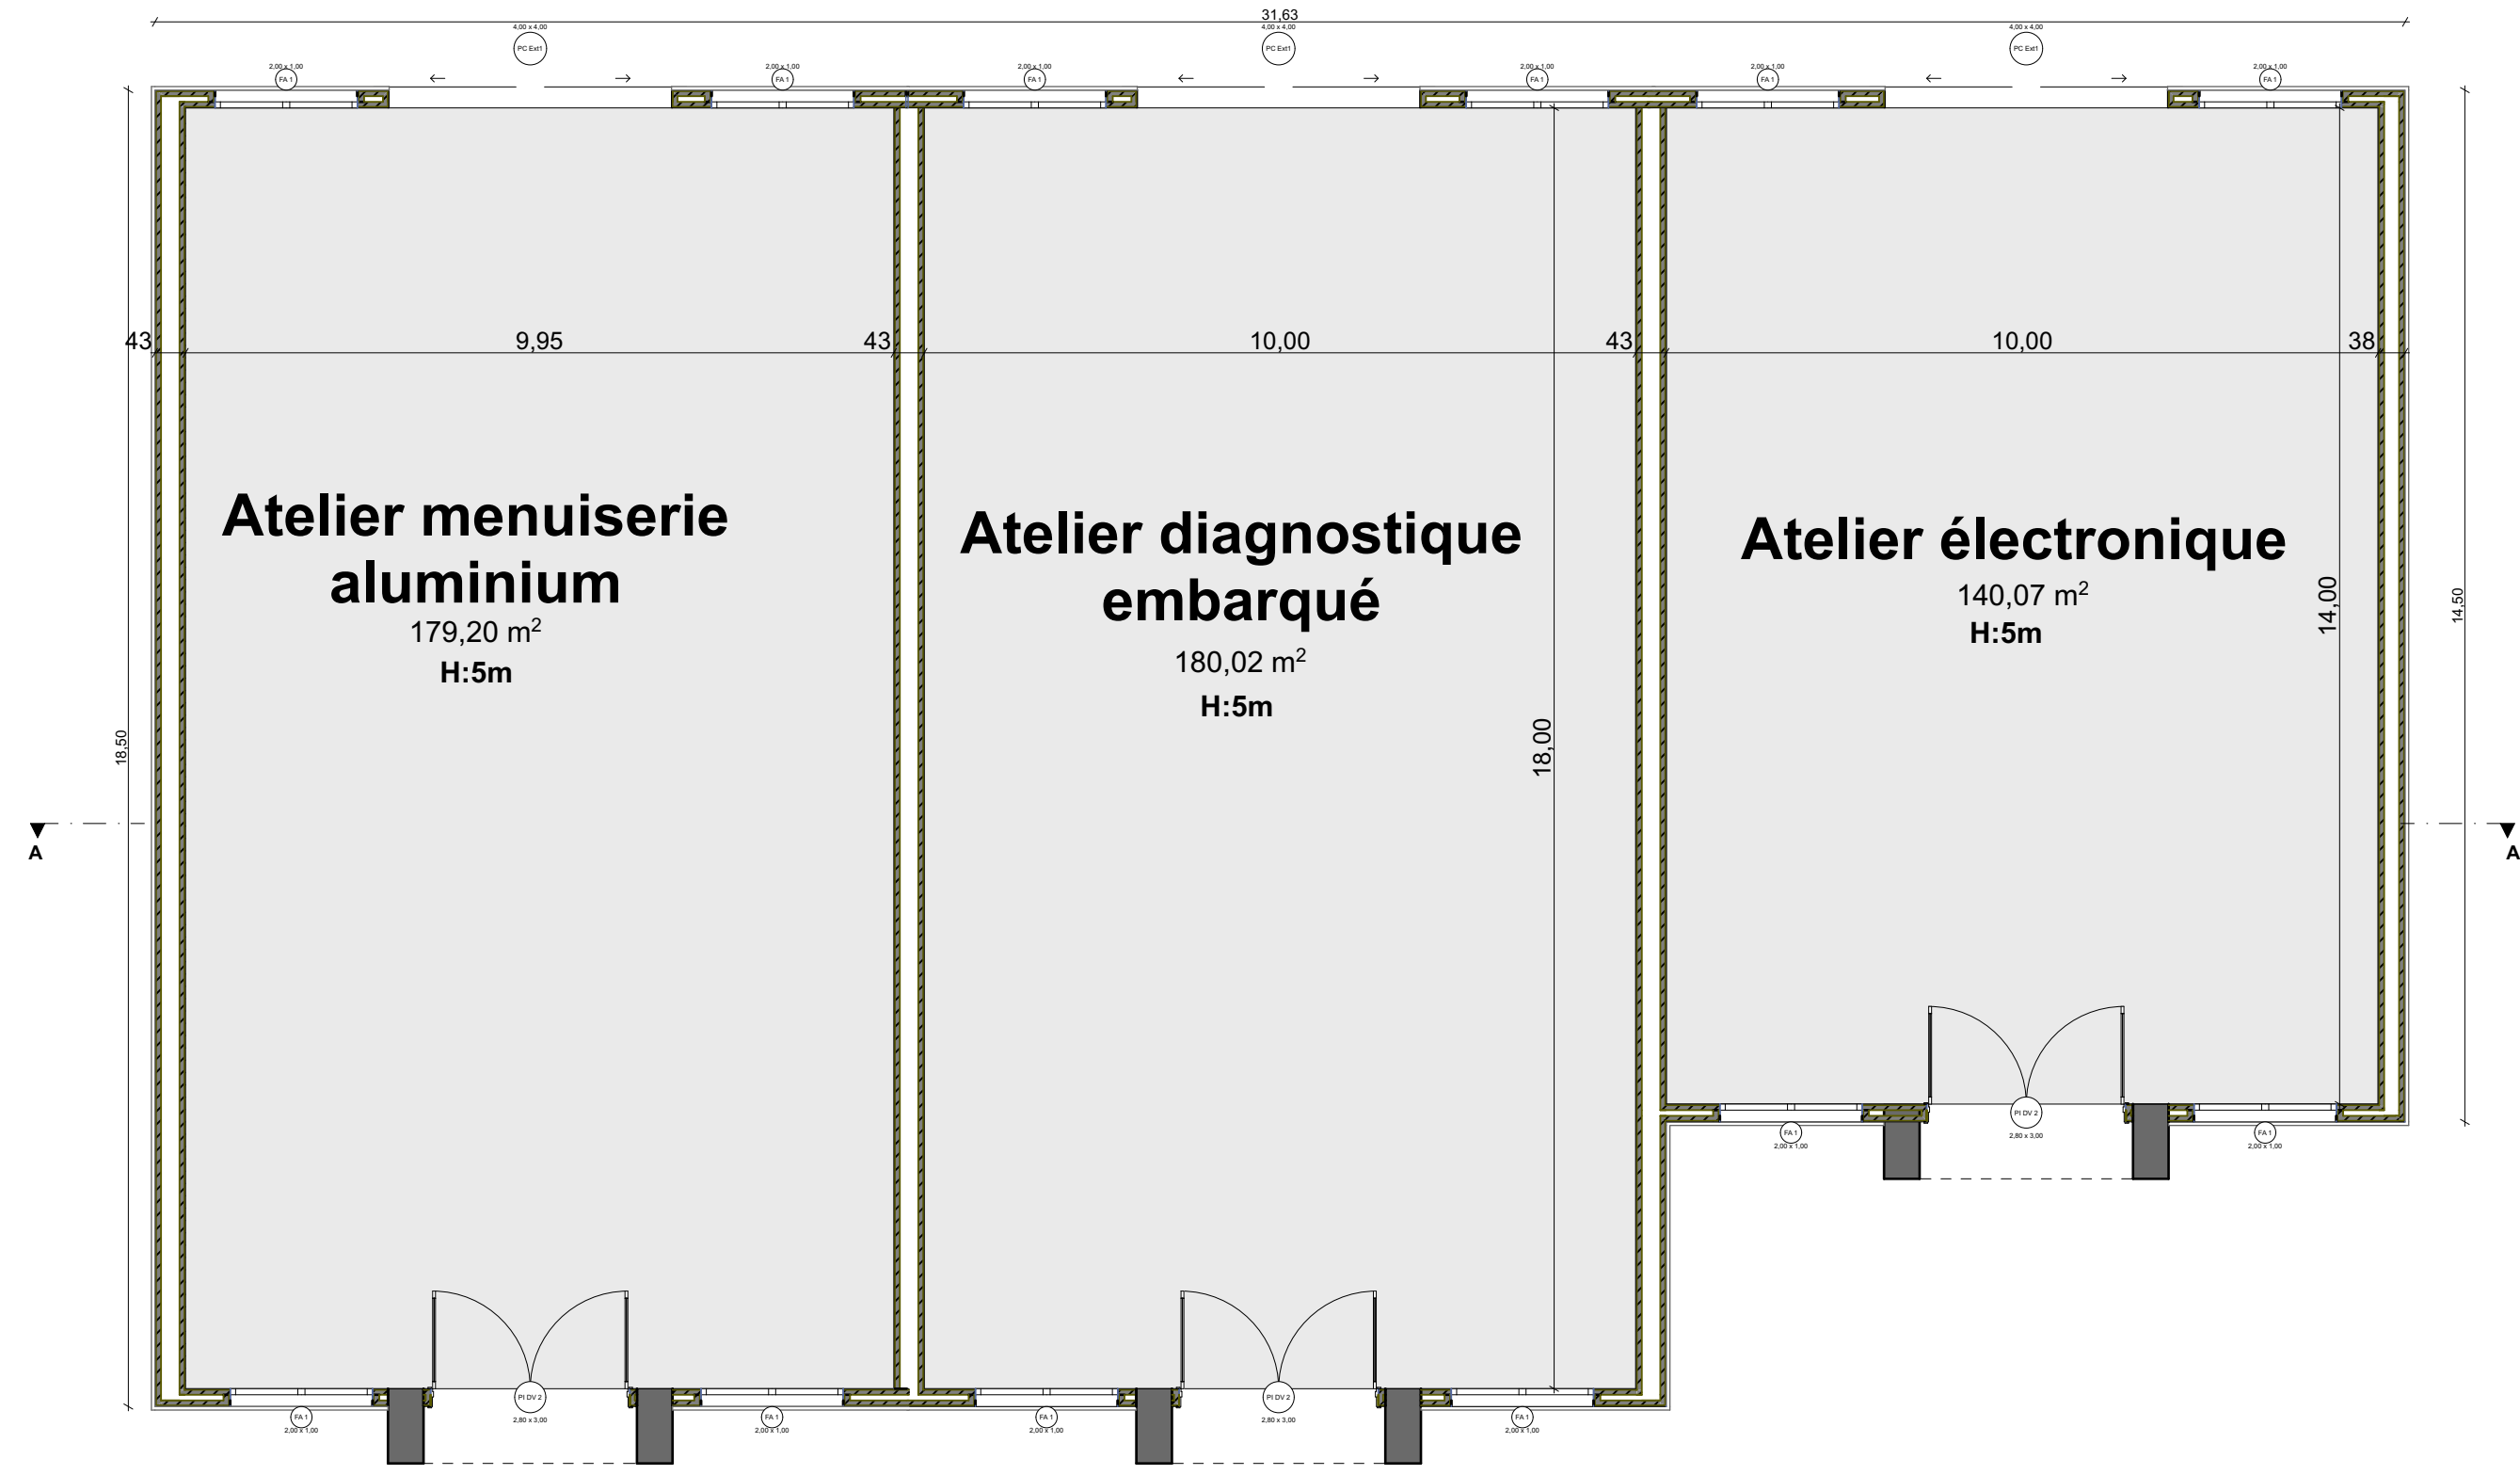 31,63
4,00 x 4,00
4,00 x 4,00
4,00 x 4,00
PC Ext1
PC Ext1
PC Ext1
2,00 x 1,00
2,00 x 1,00
2,00 x 1,00
2,00 x 1,00
2,00 x 1,00
2,00 x 1,00
FA 1
FA 1
FA 1
FA 1
FA 1
FA 1
43
9,95
43
10,00
43
10,00
38
Atelier menuiserie
aluminium
179,20 m²
H:5m
Atelier diagnostique
embarqué
180,02 m²
H:5m
Atelier électronique
140,07 m²
H:5m
14,00
14,50
18,00
18,50
A
A
PI DV 2
2,80 x 3,00
FA 1
2,00 x 1,00
FA 1
2,00 x 1,00
PI DV 2
2,80 x 3,00
PI DV 2
2,80 x 3,00
FA 1
2,00 x 1,00
FA 1
2,00 x 1,00
FA 1
2,00 x 1,00
FA 1
2,00 x 1,00